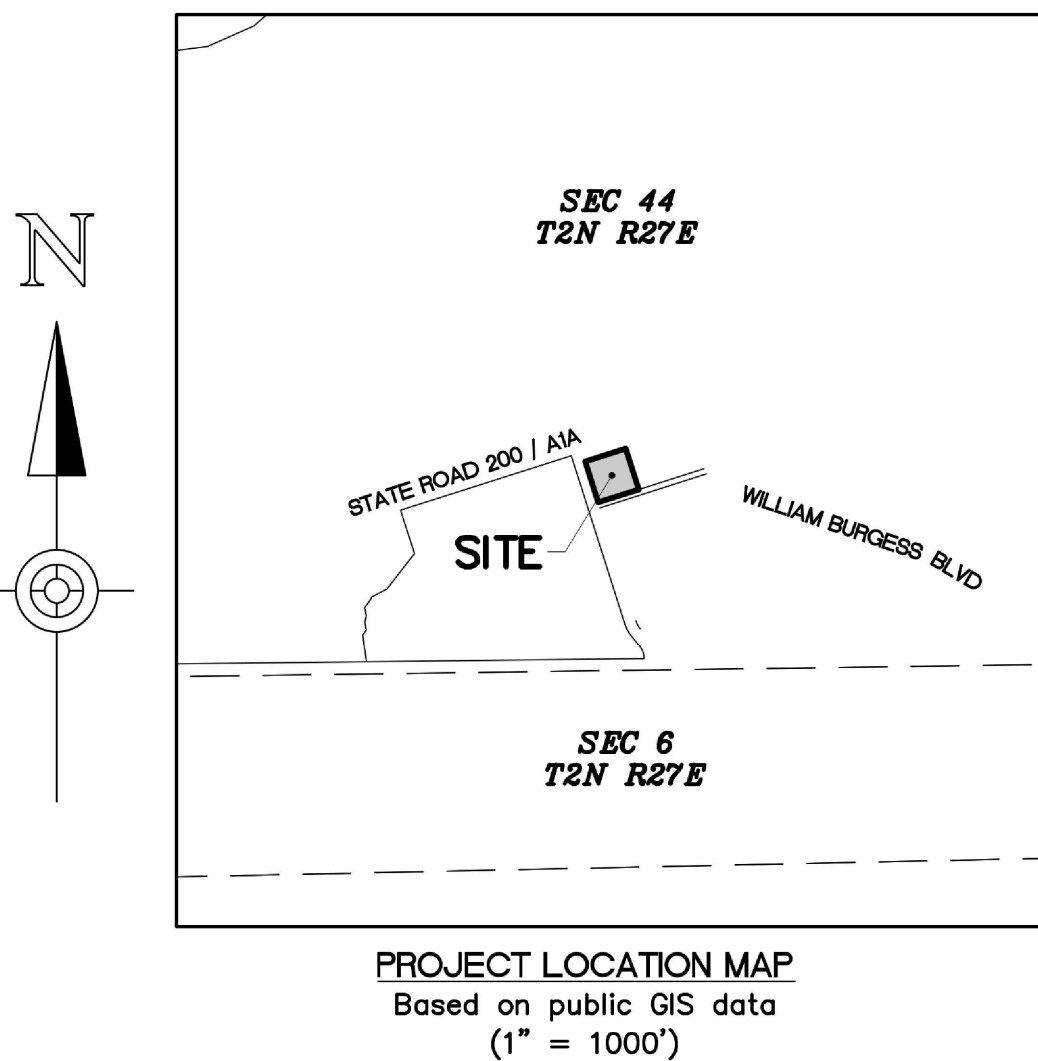 N
SEC 44
T2N R27E
STATE ROAD 200 / A1A
SITE
WILLIAM BURGESS BLVD
SEC 6
T2N R27E
PROJECT LOCATION MAP
Based on public GIS data
(1" = 1000')